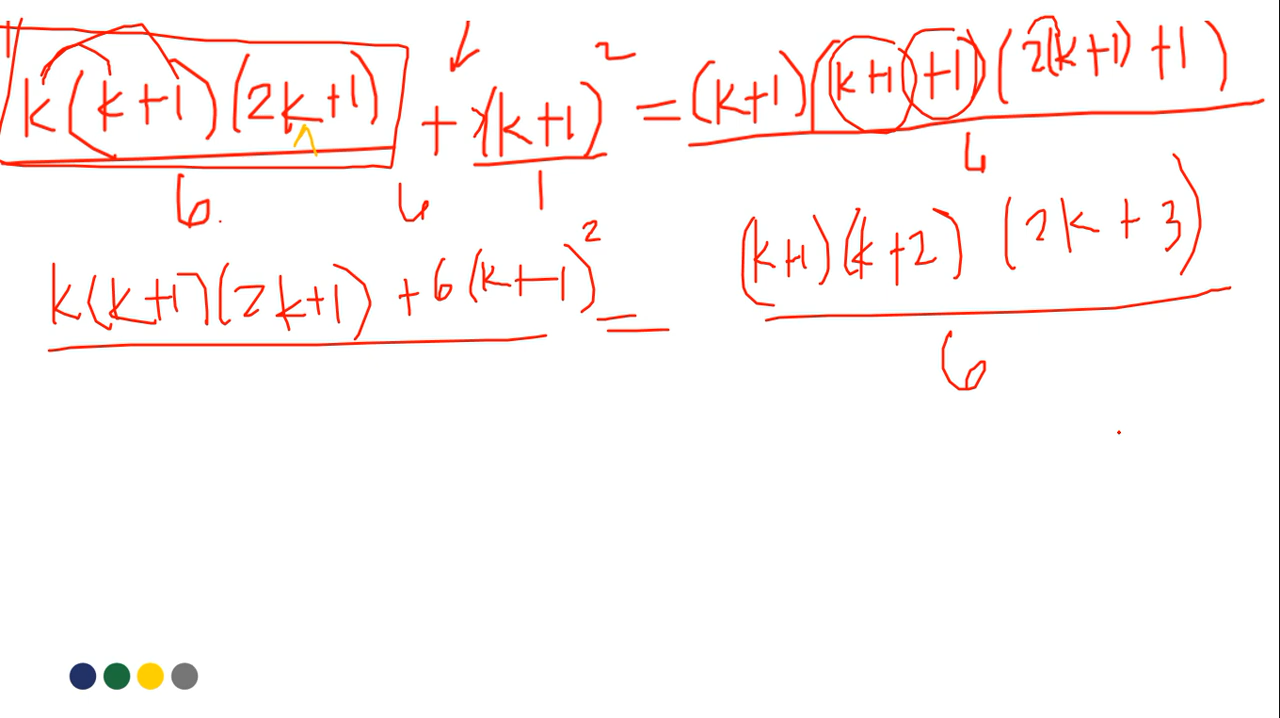 k(k+1)(2k+1) / 6 + (k+1)² / 1 = (k+1)((k+1)+1)(2(k+1)+1) / 6
k(k+1)(2k+1) + 6(k+1)² = (k+1)(k+2)(2k+3) / 6